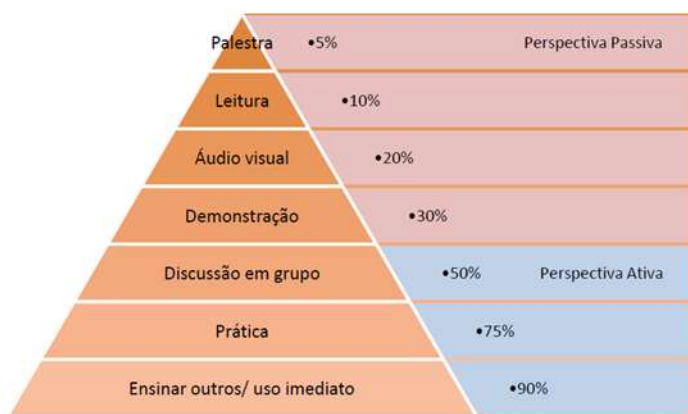 Palestra •5% Perspectiva Passiva
Leitura •10%
Áudio visual •20%
Demonstração •30%
Discussão em grupo •50% Perspectiva Ativa
Prática •75%
Ensinar outros/ uso imediato •90%